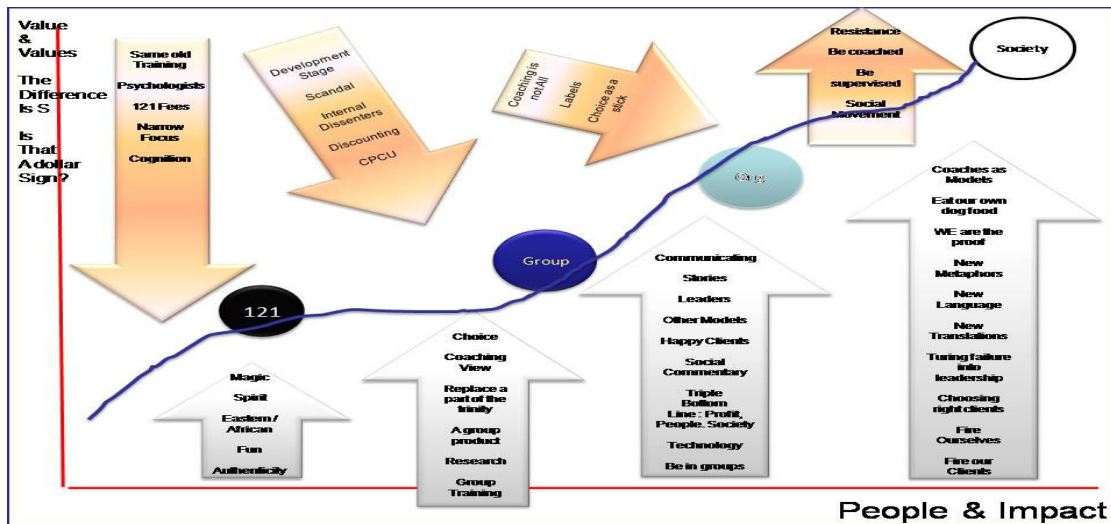 Value
&
Values
The
Difference
Is S
Is
That
Adollar
Sign?
Same old
Training
Psychologists
121 Fees
Narrow
Focus
Cognition
Development
Stage
Scandal
Internal
Dissenters
Discounting
CPCU
Coaching is
not All
Labels
Choice as a
stick
Resistance
Be coached
Be
supervised
Social
Movement
Society
Org
Group
121
Magic
Spirit
Eastern /
African
Fun
Authenticity
Choice
Coaching
View
Replace a
part of the
trinity
A group
product
Research
Group
Training
Communicating
Stories
Leaders
Other Models
Happy Clients
Social
Commentary
Triple
Bottom
Line : Profit,
People, Society
Technology
Be in groups
Coaches as
Models
Eat our own
dog food
WE are the
proof
New
Metaphors
New
Language
New
Translations
Turing failure
into
leadership
Choosing
right clients
Fire
Ourselves
Fire our
Clients
People & Impact